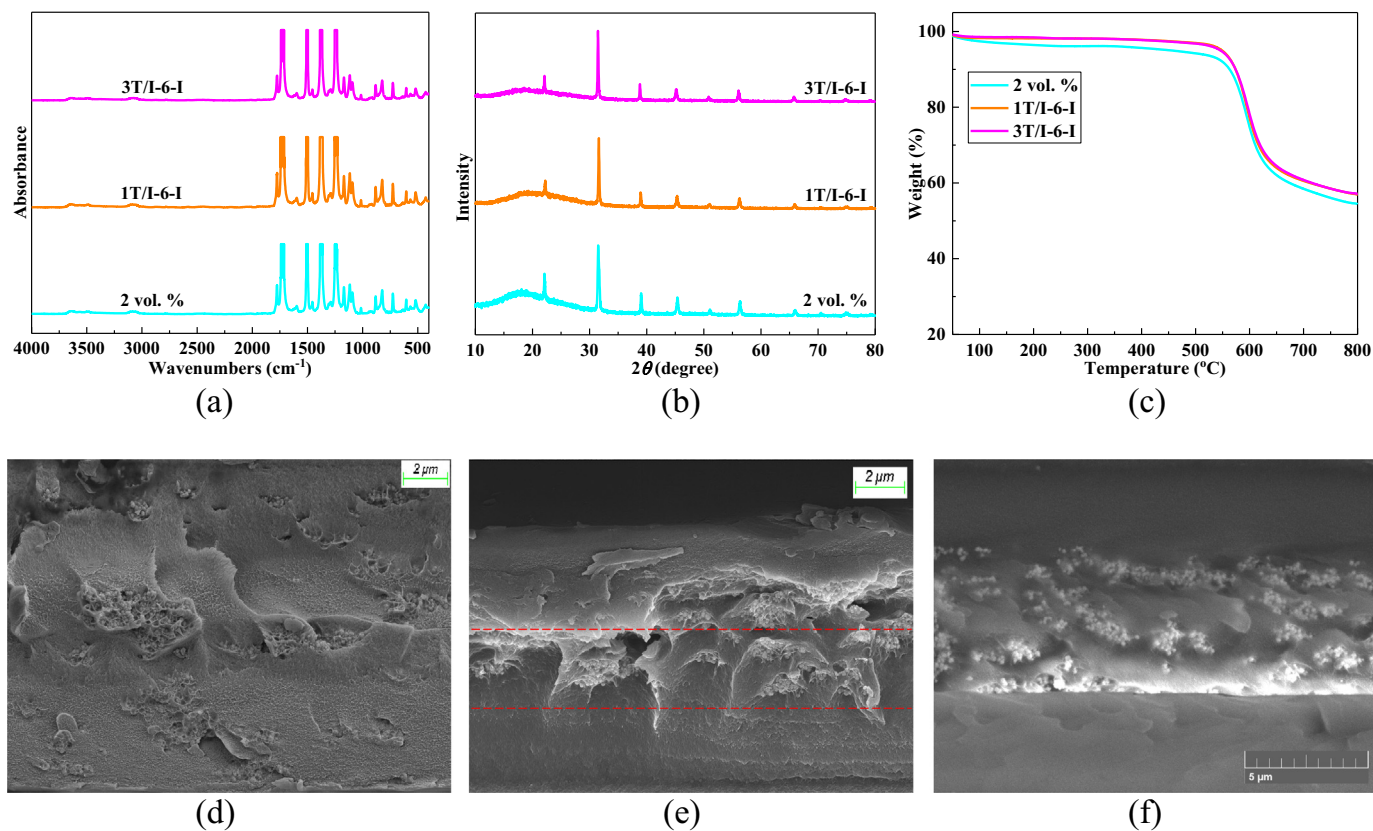 3T/I-6-I
1T/I-6-I
2 vol. %
Absorbance
4000 3500 3000 2500 2000 1500 1000 500
Wavenumbers (cm⁻¹)
(a)
3T/I-6-I
1T/I-6-I
2 vol. %
Intensity
10 20 30 40 50 60 70 80
2θ (degree)
(b)
100
80
60
40
20
Weight (%)
2 vol. %
1T/I-6-I
3T/I-6-I
100 200 300 400 500 600 700 800
Temperature (°C)
(c)
2 µm
(d)
2 µm
(e)
5 µm
(f)